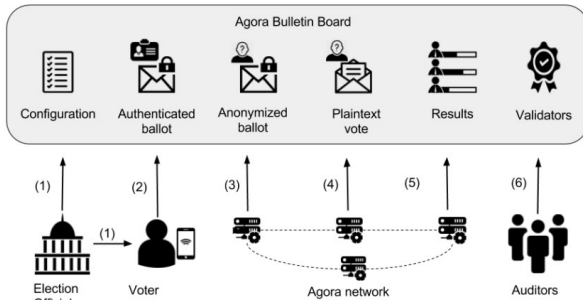 Agora Bulletin Board
Configuration
Authenticated
ballot
Anonymized
ballot
Plaintext
vote
Results
Validators
(1)
(2)
(3)
(4)
(5)
(6)
(1)
Election
Voter
Agora network
Auditors